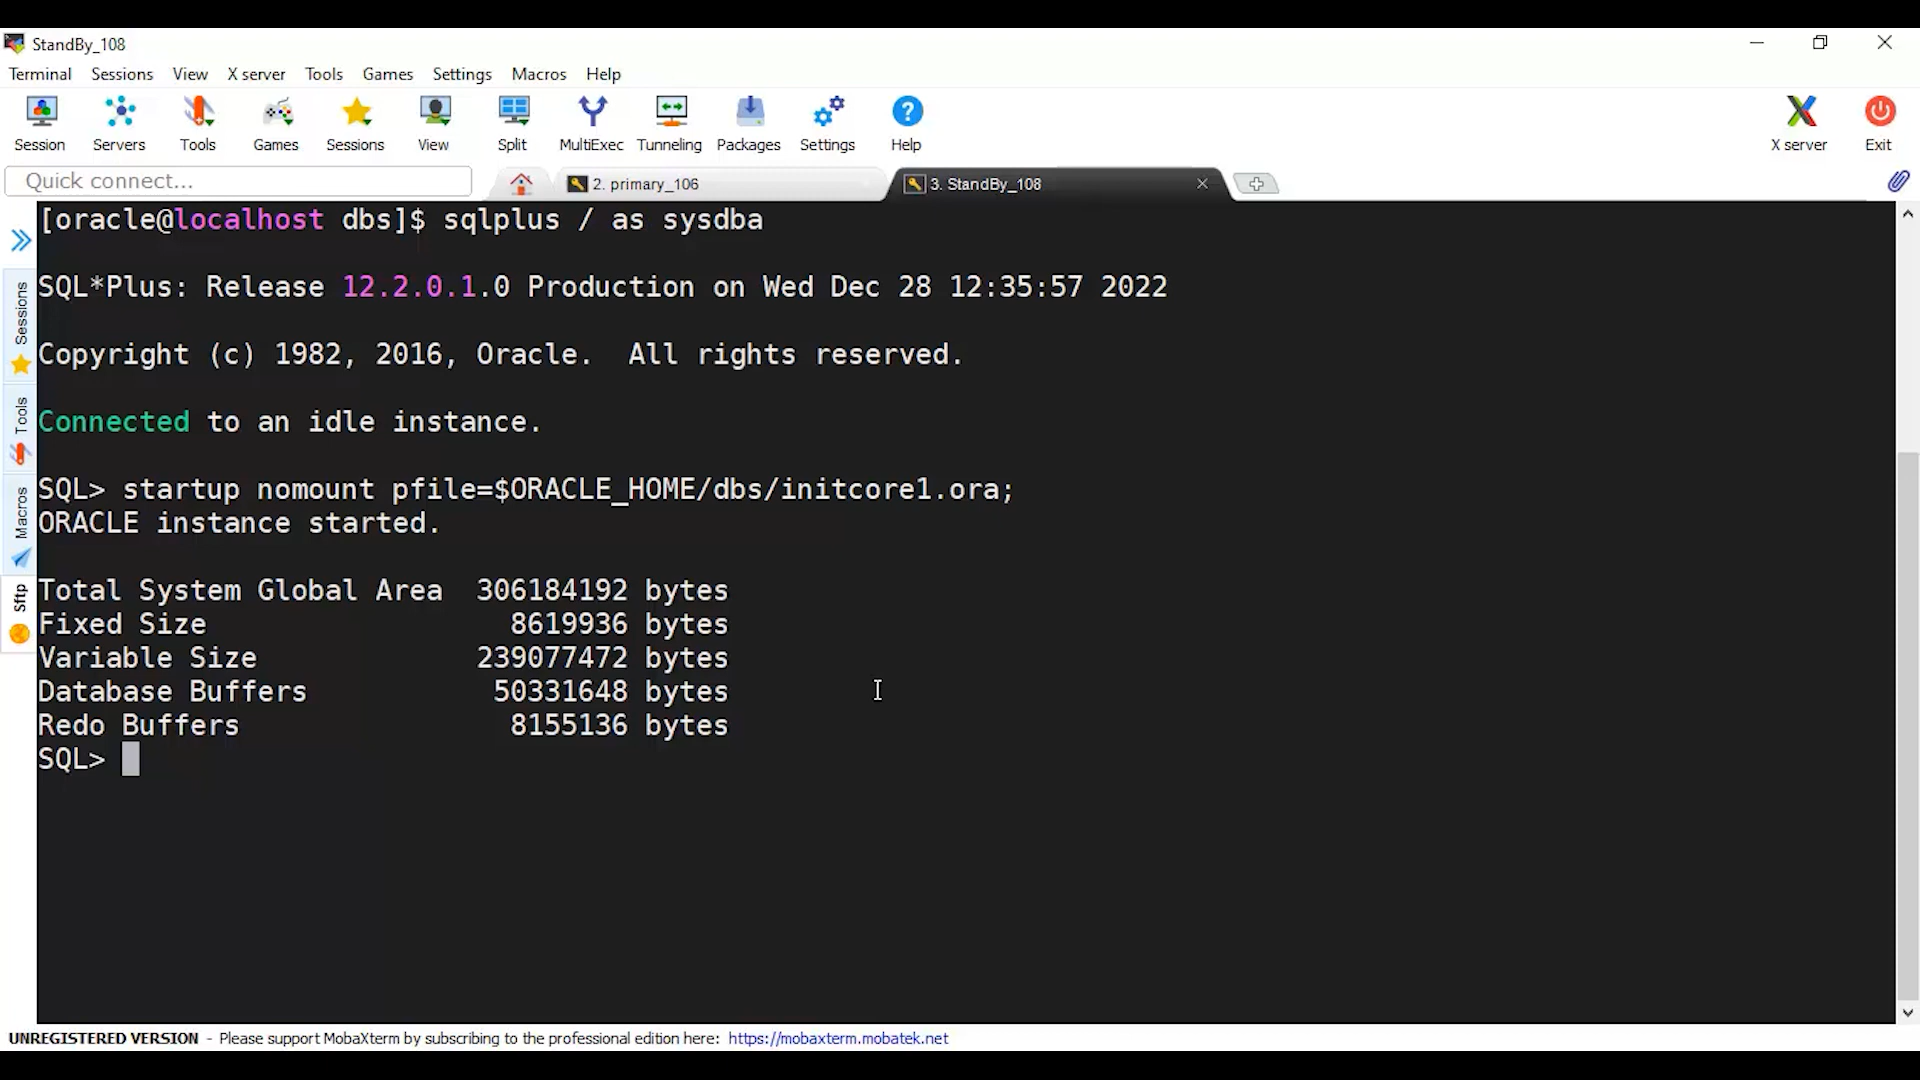 StandBy_108
Terminal Sessions View X server Tools Games Settings Macros Help
Session Servers Tools Games Sessions View Split MultiExec Tunneling Packages Settings Help X server Exit
Quick connect... 2. primary_106 3. StandBy_108
Sessions
Tools
Macros
Sftp
[oracle@localhost dbs]$ sqlplus / as sysdba
SQL*Plus: Release 12.2.0.1.0 Production on Wed Dec 28 12:35:57 2022
Copyright (c) 1982, 2016, Oracle.  All rights reserved.
Connected to an idle instance.
SQL> startup nomount pfile=$ORACLE_HOME/dbs/initcore1.ora;
ORACLE instance started.
Total System Global Area  306184192 bytes
Fixed Size                  8619936 bytes
Variable Size             239077472 bytes
Database Buffers           50331648 bytes
Redo Buffers                8155136 bytes
SQL>
UNREGISTERED VERSION - Please support MobaXterm by subscribing to the professional edition here: https://mobaxterm.mobatek.net